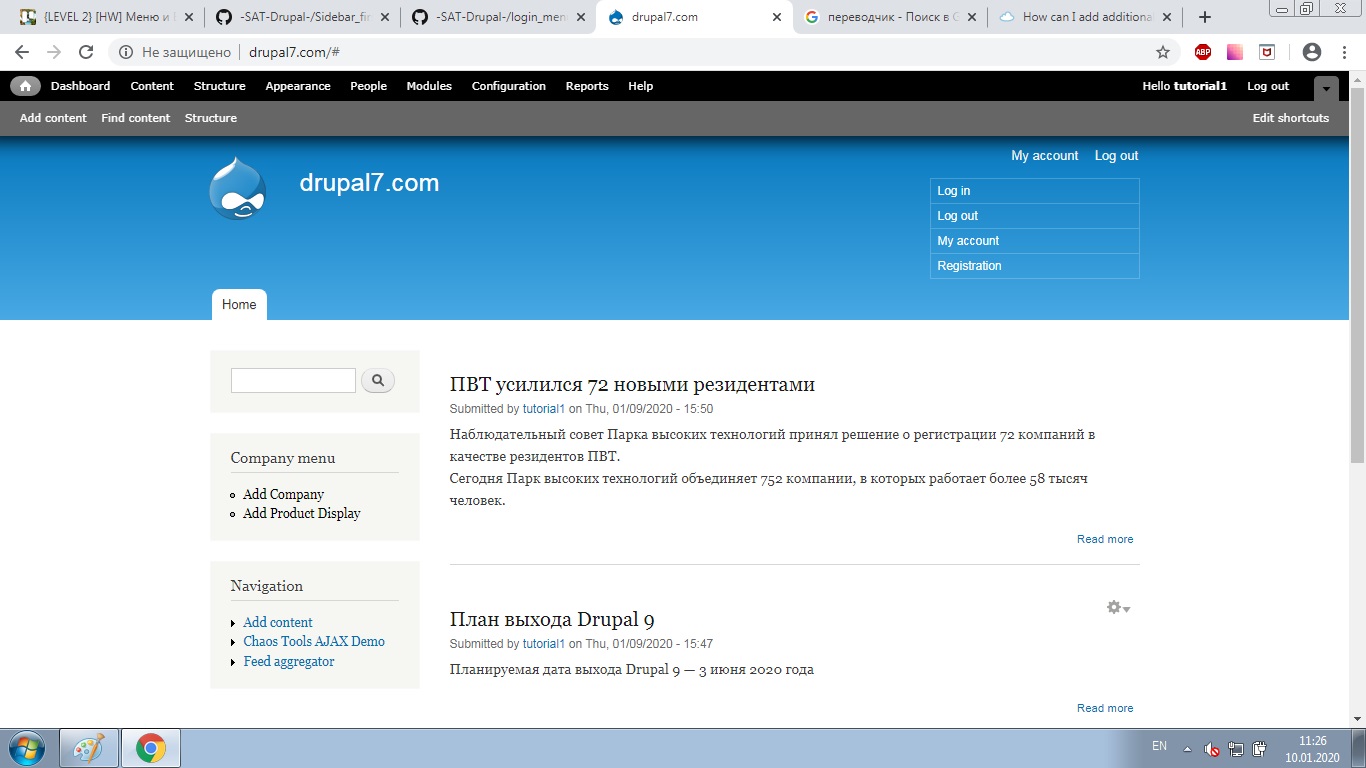 {LEVEL 2} [HW] Меню и
-SAT-Drupal-/Sidebar_fir
-SAT-Drupal-/login_men
drupal7.com
переводчик - Поиск в G
How can I add additiona
Не защищено
drupal7.com/#
ABP
Dashboard Content Structure Appearance People Modules Configuration Reports Help
Hello tutorial1 Log out
Add content Find content Structure
Edit shortcuts
My account Log out
drupal7.com
Log in
Log out
My account
Registration
Home
Company menu
Add Company
Add Product Display
Navigation
Add content
Chaos Tools AJAX Demo
Feed aggregator
ПВТ усилился 72 новыми резидентами
Submitted by tutorial1 on Thu, 01/09/2020 - 15:50
Наблюдательный совет Парка высоких технологий принял решение о регистрации 72 компаний в
качестве резидентов ПВТ.
Сегодня Парк высоких технологий объединяет 752 компании, в которых работает более 58 тысяч
человек.
Read more
План выхода Drupal 9
Submitted by tutorial1 on Thu, 01/09/2020 - 15:47
Планируемая дата выхода Drupal 9 — 3 июня 2020 года
Read more
EN
11:26
10.01.2020